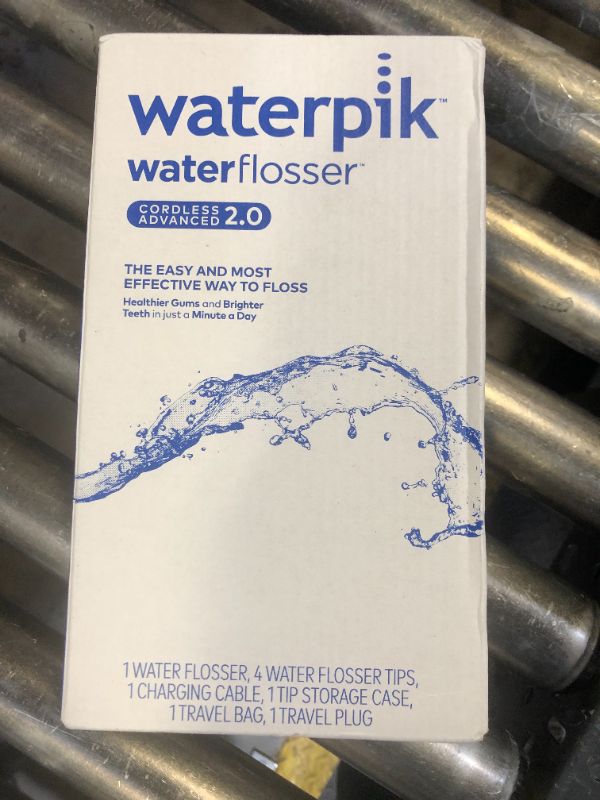 waterpik™
waterflosser™
CORDLESS
ADVANCED 2.0
THE EASY AND MOST
EFFECTIVE WAY TO FLOSS
Healthier Gums and Brighter
Teeth in just a Minute a Day
1 WATER FLOSSER, 4 WATER FLOSSER TIPS,
1 CHARGING CABLE, 1 TIP STORAGE CASE,
1 TRAVEL BAG, 1 TRAVEL PLUG